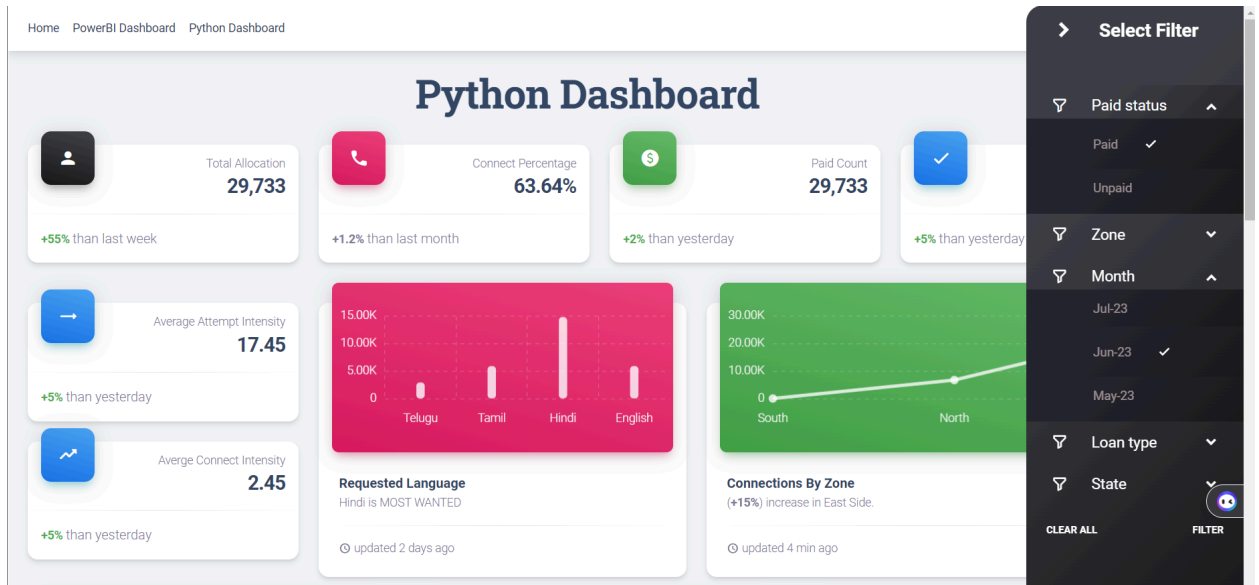 Home PowerBI Dashboard Python Dashboard
Python Dashboard
Total Allocation
29,733
+55% than last week
Connect Percentage
63.64%
+1.2% than last month
Paid Count
29,733
+2% than yesterday
+5% than yesterday
Average Attempt Intensity
17.45
+5% than yesterday
Averge Connect Intensity
2.45
+5% than yesterday
15.00K
10.00K
5.00K
0
Telugu Tamil Hindi English
Requested Language
Hindi is MOST WANTED
updated 2 days ago
30.00K
20.00K
10.00K
0
South North
Connections By Zone
(+15%) increase in East Side.
updated 4 min ago
Select Filter
Paid status
Paid
Unpaid
Zone
Month
Jul-23
Jun-23
May-23
Loan type
State
CLEAR ALL FILTER